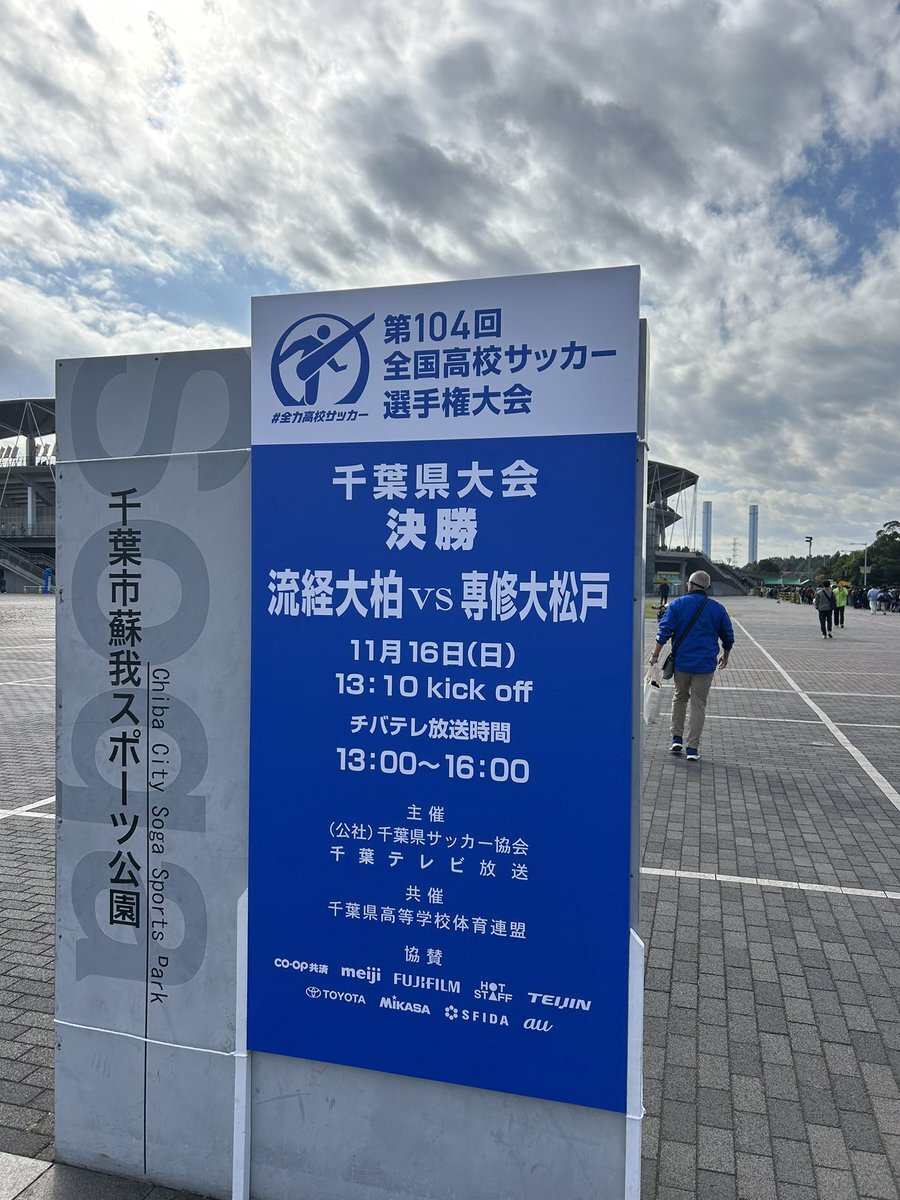 第104回
全国高校サッカー
選手権大会
#全力高校サッカー
千葉県大会
決勝
流経大柏 vs 専修大松戸
11月16日(日)
13:10 kick off
チバテレ放送時間
13:00～16:00
主催
(公社)千葉県サッカー協会
千葉テレビ放送
共催
千葉県高等学校体育連盟
協賛
CO・OP共済 meiji FUJIFILM HOT STAFF TEIJIN
TOYOTA MIKASA SFIDA au
Soga
千葉市蘇我スポーツ公園
Chiba City Soga Sports Park